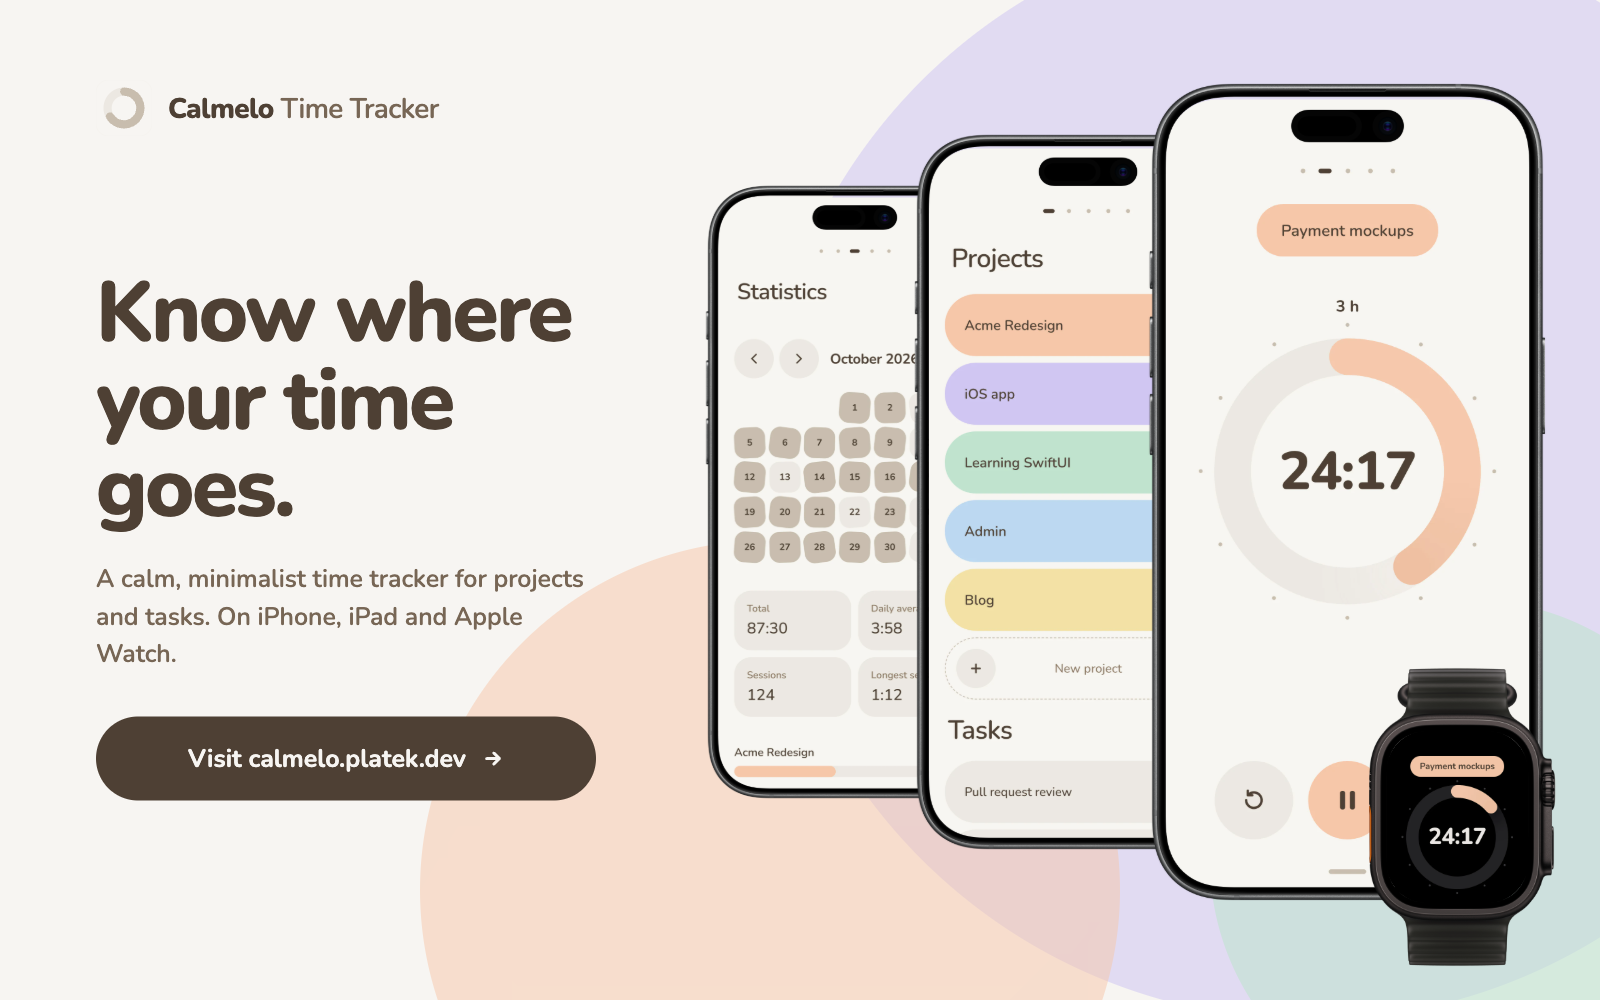 Calmelo Time Tracker
Know where
your time
goes.
A calm, minimalist time tracker for projects
and tasks. On iPhone, iPad and Apple
Watch.
Visit calmelo.platek.dev →
Statistics
October 2026
1 2
5 6 7 8 9
12 13 14 15 16
19 20 21 22 23
26 27 28 29 30
Total
87:30
Daily
3:58
Sessions
124
Longest
1:12
Acme Redesign
Projects
Acme Redesign
iOS app
Learning SwiftUI
Admin
Blog
+ New project
Tasks
Pull request review
Payment mockups
3 h
24:17
Payment mockups
24:17